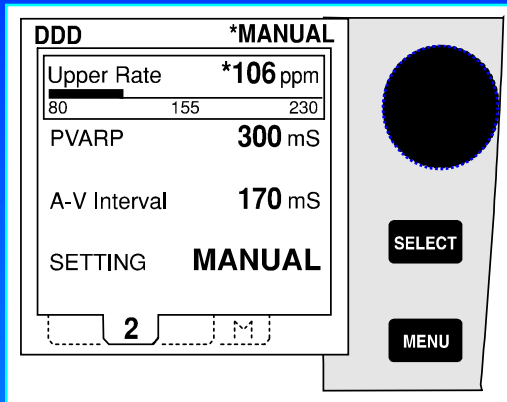 DDD *MANUAL
Upper Rate *106 ppm
80 155 230
PVARP 300 mS
A-V Interval 170 mS
SETTING MANUAL
2 M
SELECT
MENU